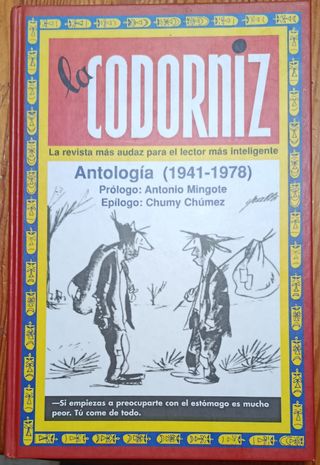 la CODORNIZ
La revista más audaz para el lector más inteligente
Antología (1941-1978)
Prólogo: Antonio Mingote
Epílogo: Chumy Chúmez
—Si empiezas a preocuparte con el estómago es mucho
peor. Tú come de todo.